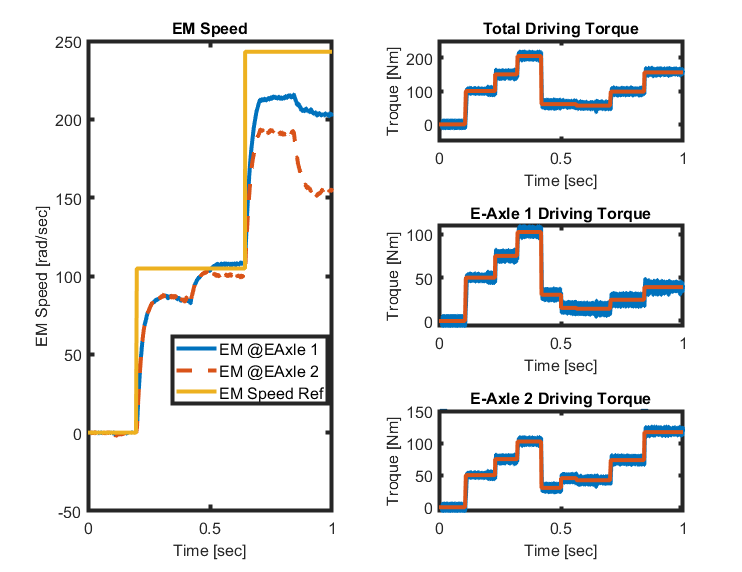 EM Speed
250
200
150
100
50
0
-50
EM Speed [rad/sec]
EM @EAxle 1
EM @EAxle 2
EM Speed Ref
0 0.5 1
Time [sec]
Total Driving Torque
200
100
0
Troque [Nm]
0 0.5 1
Time [sec]
E-Axle 1 Driving Torque
100
50
0
Troque [Nm]
0 0.5 1
Time [sec]
E-Axle 2 Driving Torque
150
100
50
0
Troque [Nm]
0 0.5 1
Time [sec]